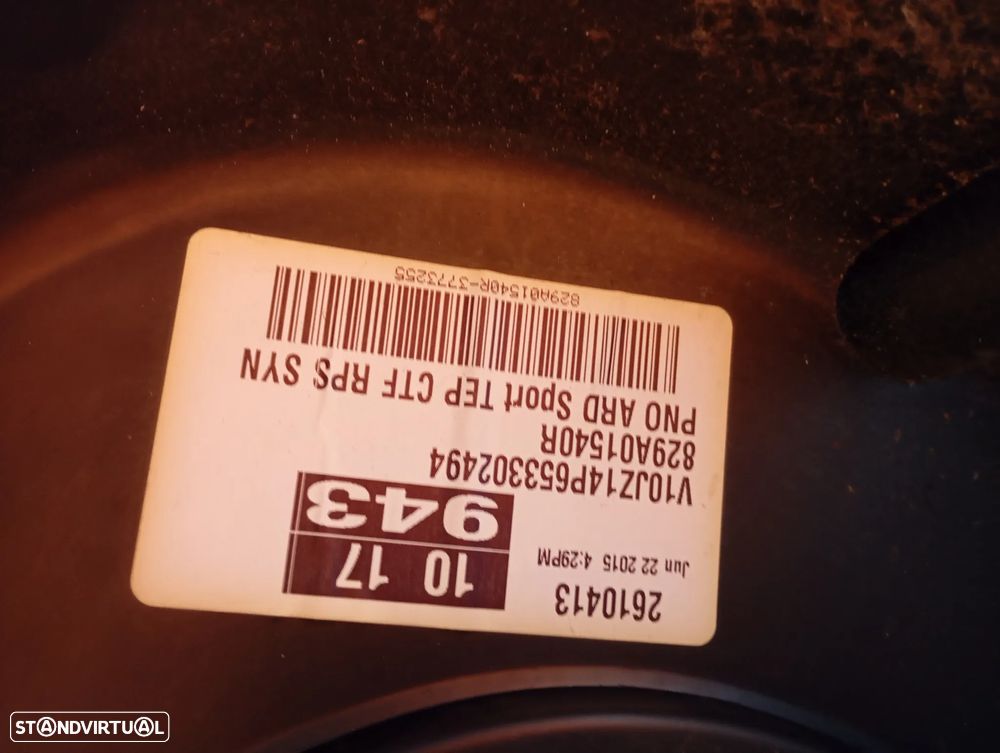 2610413
Jun 22 2015 4:29PM
10 17
943
V10JZ14P653302494
829A01540R
PNO ARD Sport TEP CTF RPS SYN
829A01540R-3773255
STANDVIRTUAL